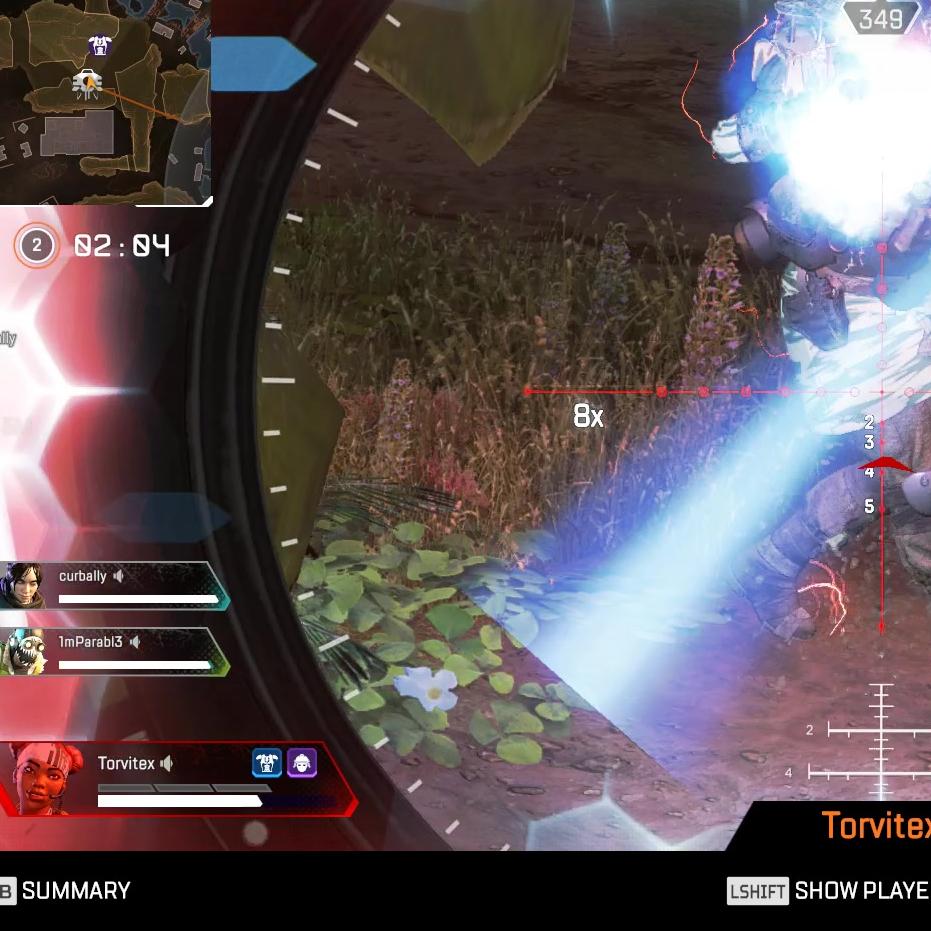 349
2 02:04
lly
8x
2
3
4
5
curbally
1mParabl3
2
Torvitex
4
Torvitex
B SUMMARY
LSHIFT SHOW PLAYE